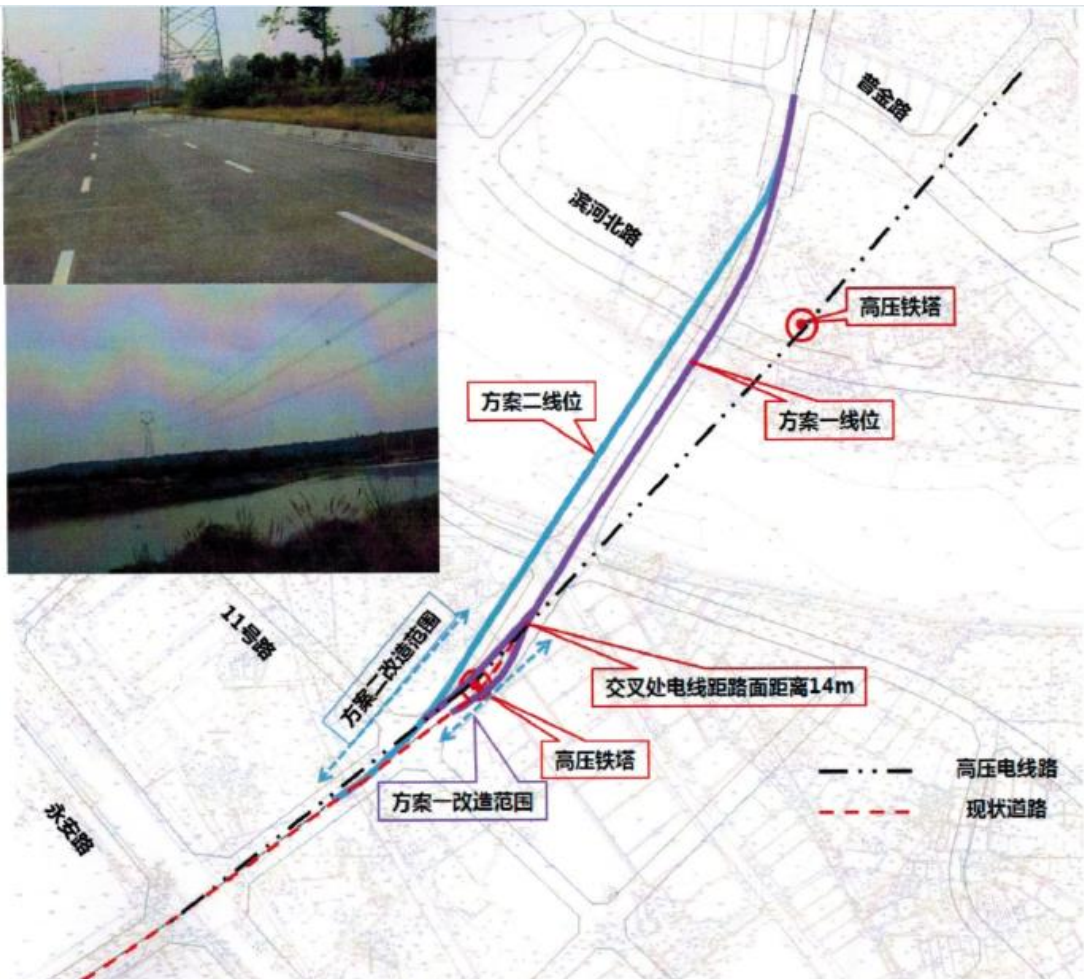 普金路
滨河北路
高压铁塔
方案二线位
方案一线位
11号路
方案二改造范围
交叉处电线距路面距离14m
高压铁塔
方案一改造范围
高压电线路
现状道路
永安路